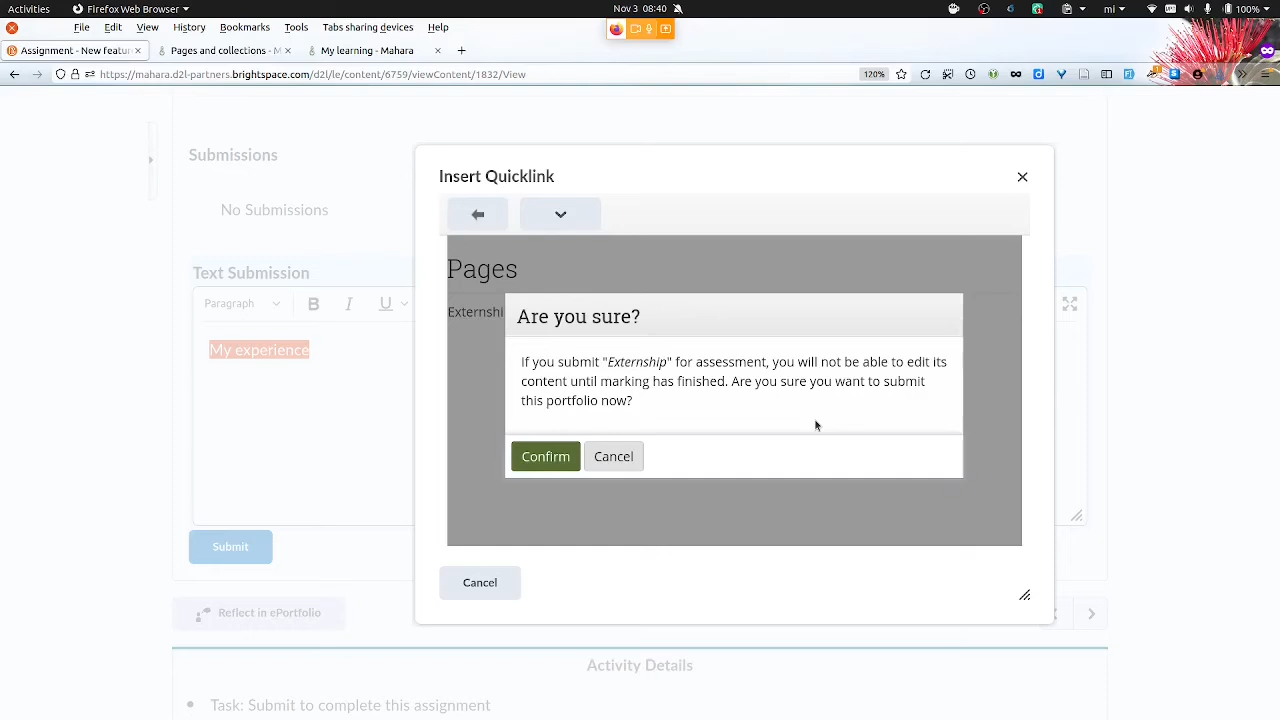 Activities
Firefox Web Browser
Nov 3 08:40
mi
100%
File Edit View History Bookmarks Tools Tabs sharing devices Help
Assignment - New featur
Pages and collections - M
My learning - Mahara
https://mahara.d2l-partners.brightspace.com/d2l/le/content/6759/viewContent/1832/View
120%
Submissions
No Submissions
Text Submission
Paragraph B I U
My experience
Submit
Reflect in ePortfolio
Activity Details
Task: Submit to complete this assignment
Insert Quicklink
Pages
Externshi
Are you sure?
If you submit "Externship" for assessment, you will not be able to edit its
content until marking has finished. Are you sure you want to submit
this portfolio now?
Confirm Cancel
Cancel